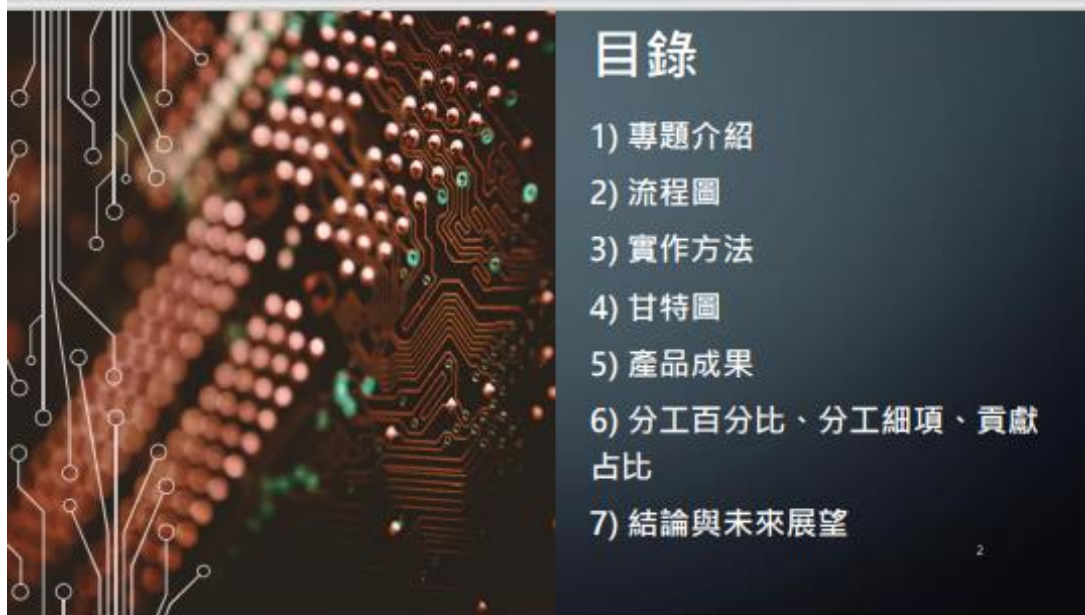 目錄
1) 專題介紹
2) 流程圖
3) 實作方法
4) 甘特圖
5) 產品成果
6) 分工百分比、分工細項、貢獻
占比
7) 結論與未來展望
2